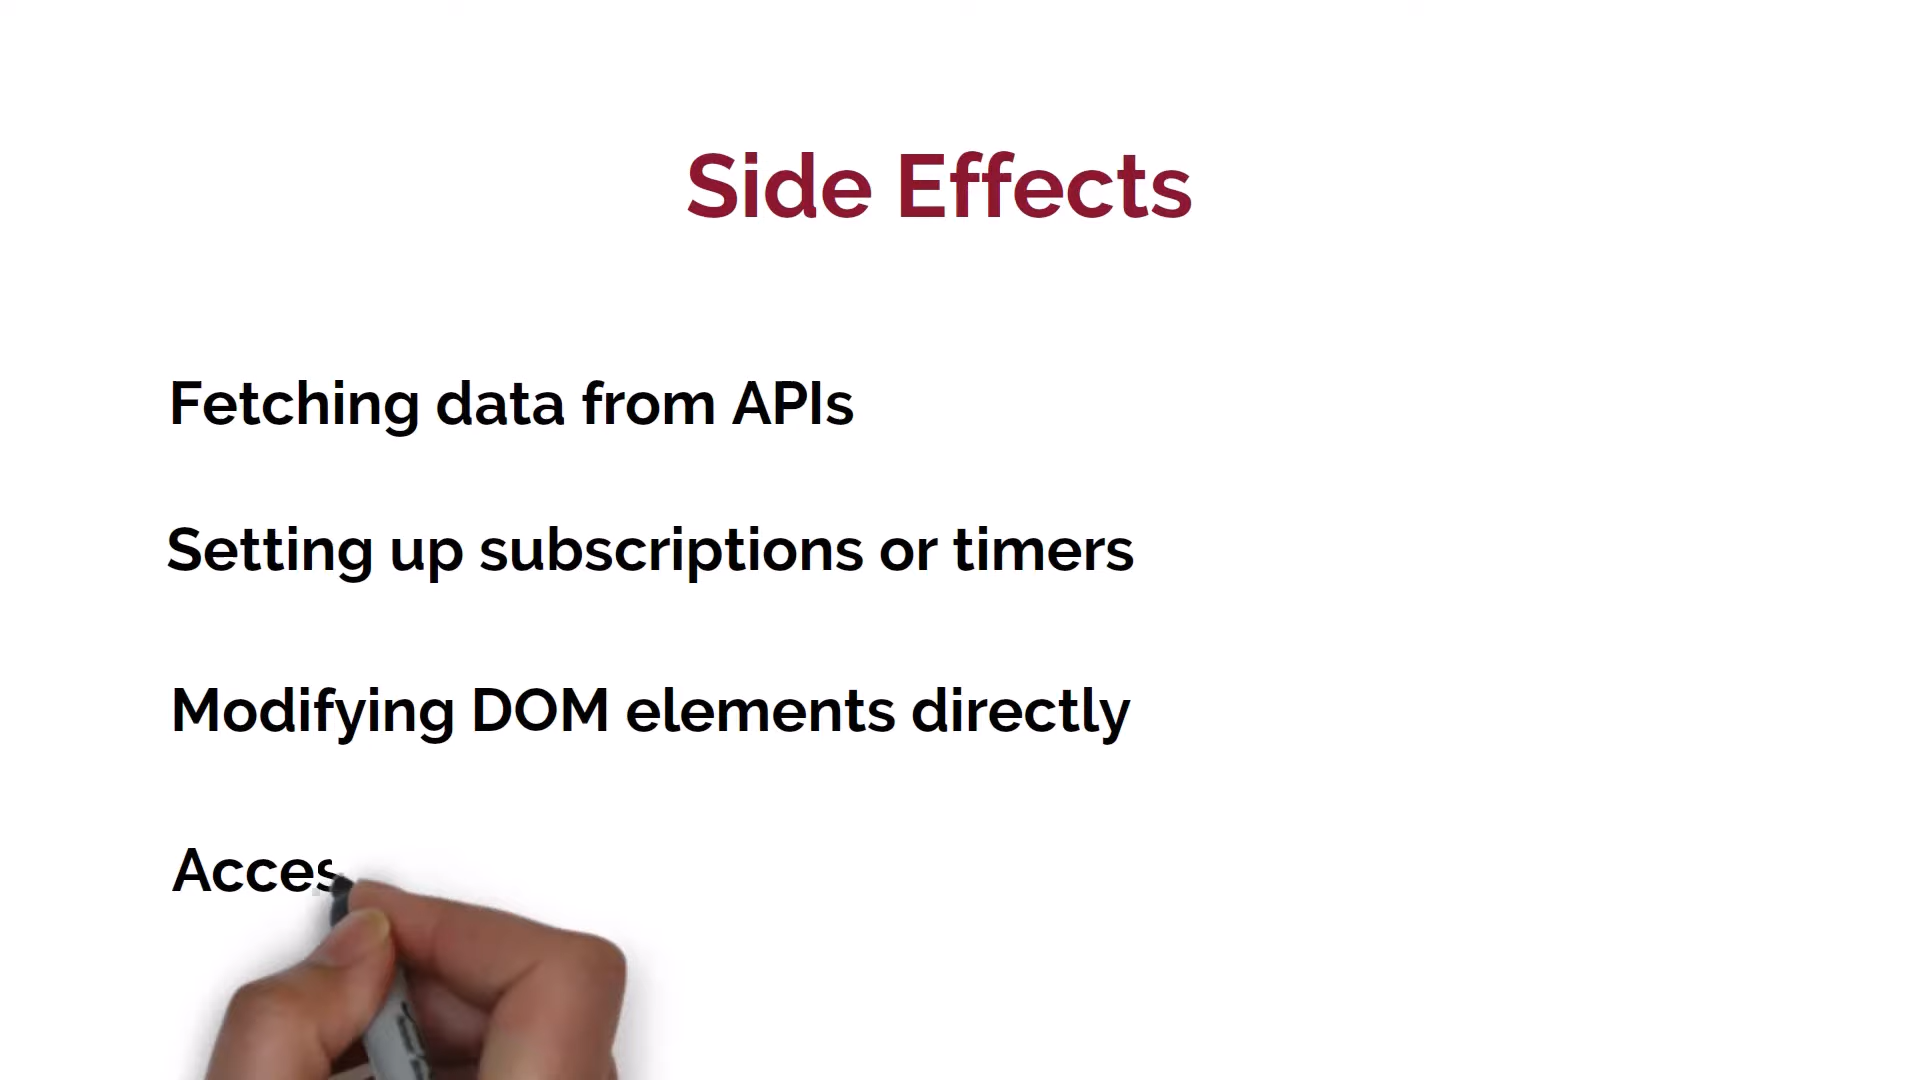 Side Effects
Fetching data from APIs
Setting up subscriptions or timers
Modifying DOM elements directly
Acces